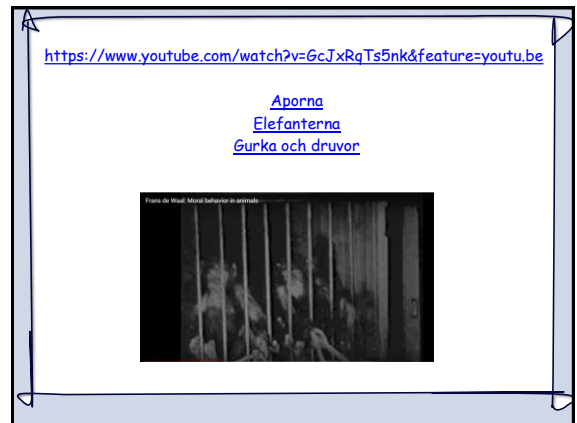 https://www.youtube.com/watch?v=GcJxRqTs5nk&feature=youtu.be
Aporna
Elefanterna
Gurka och druvor
Frans de Waal: Moral behavior in animals